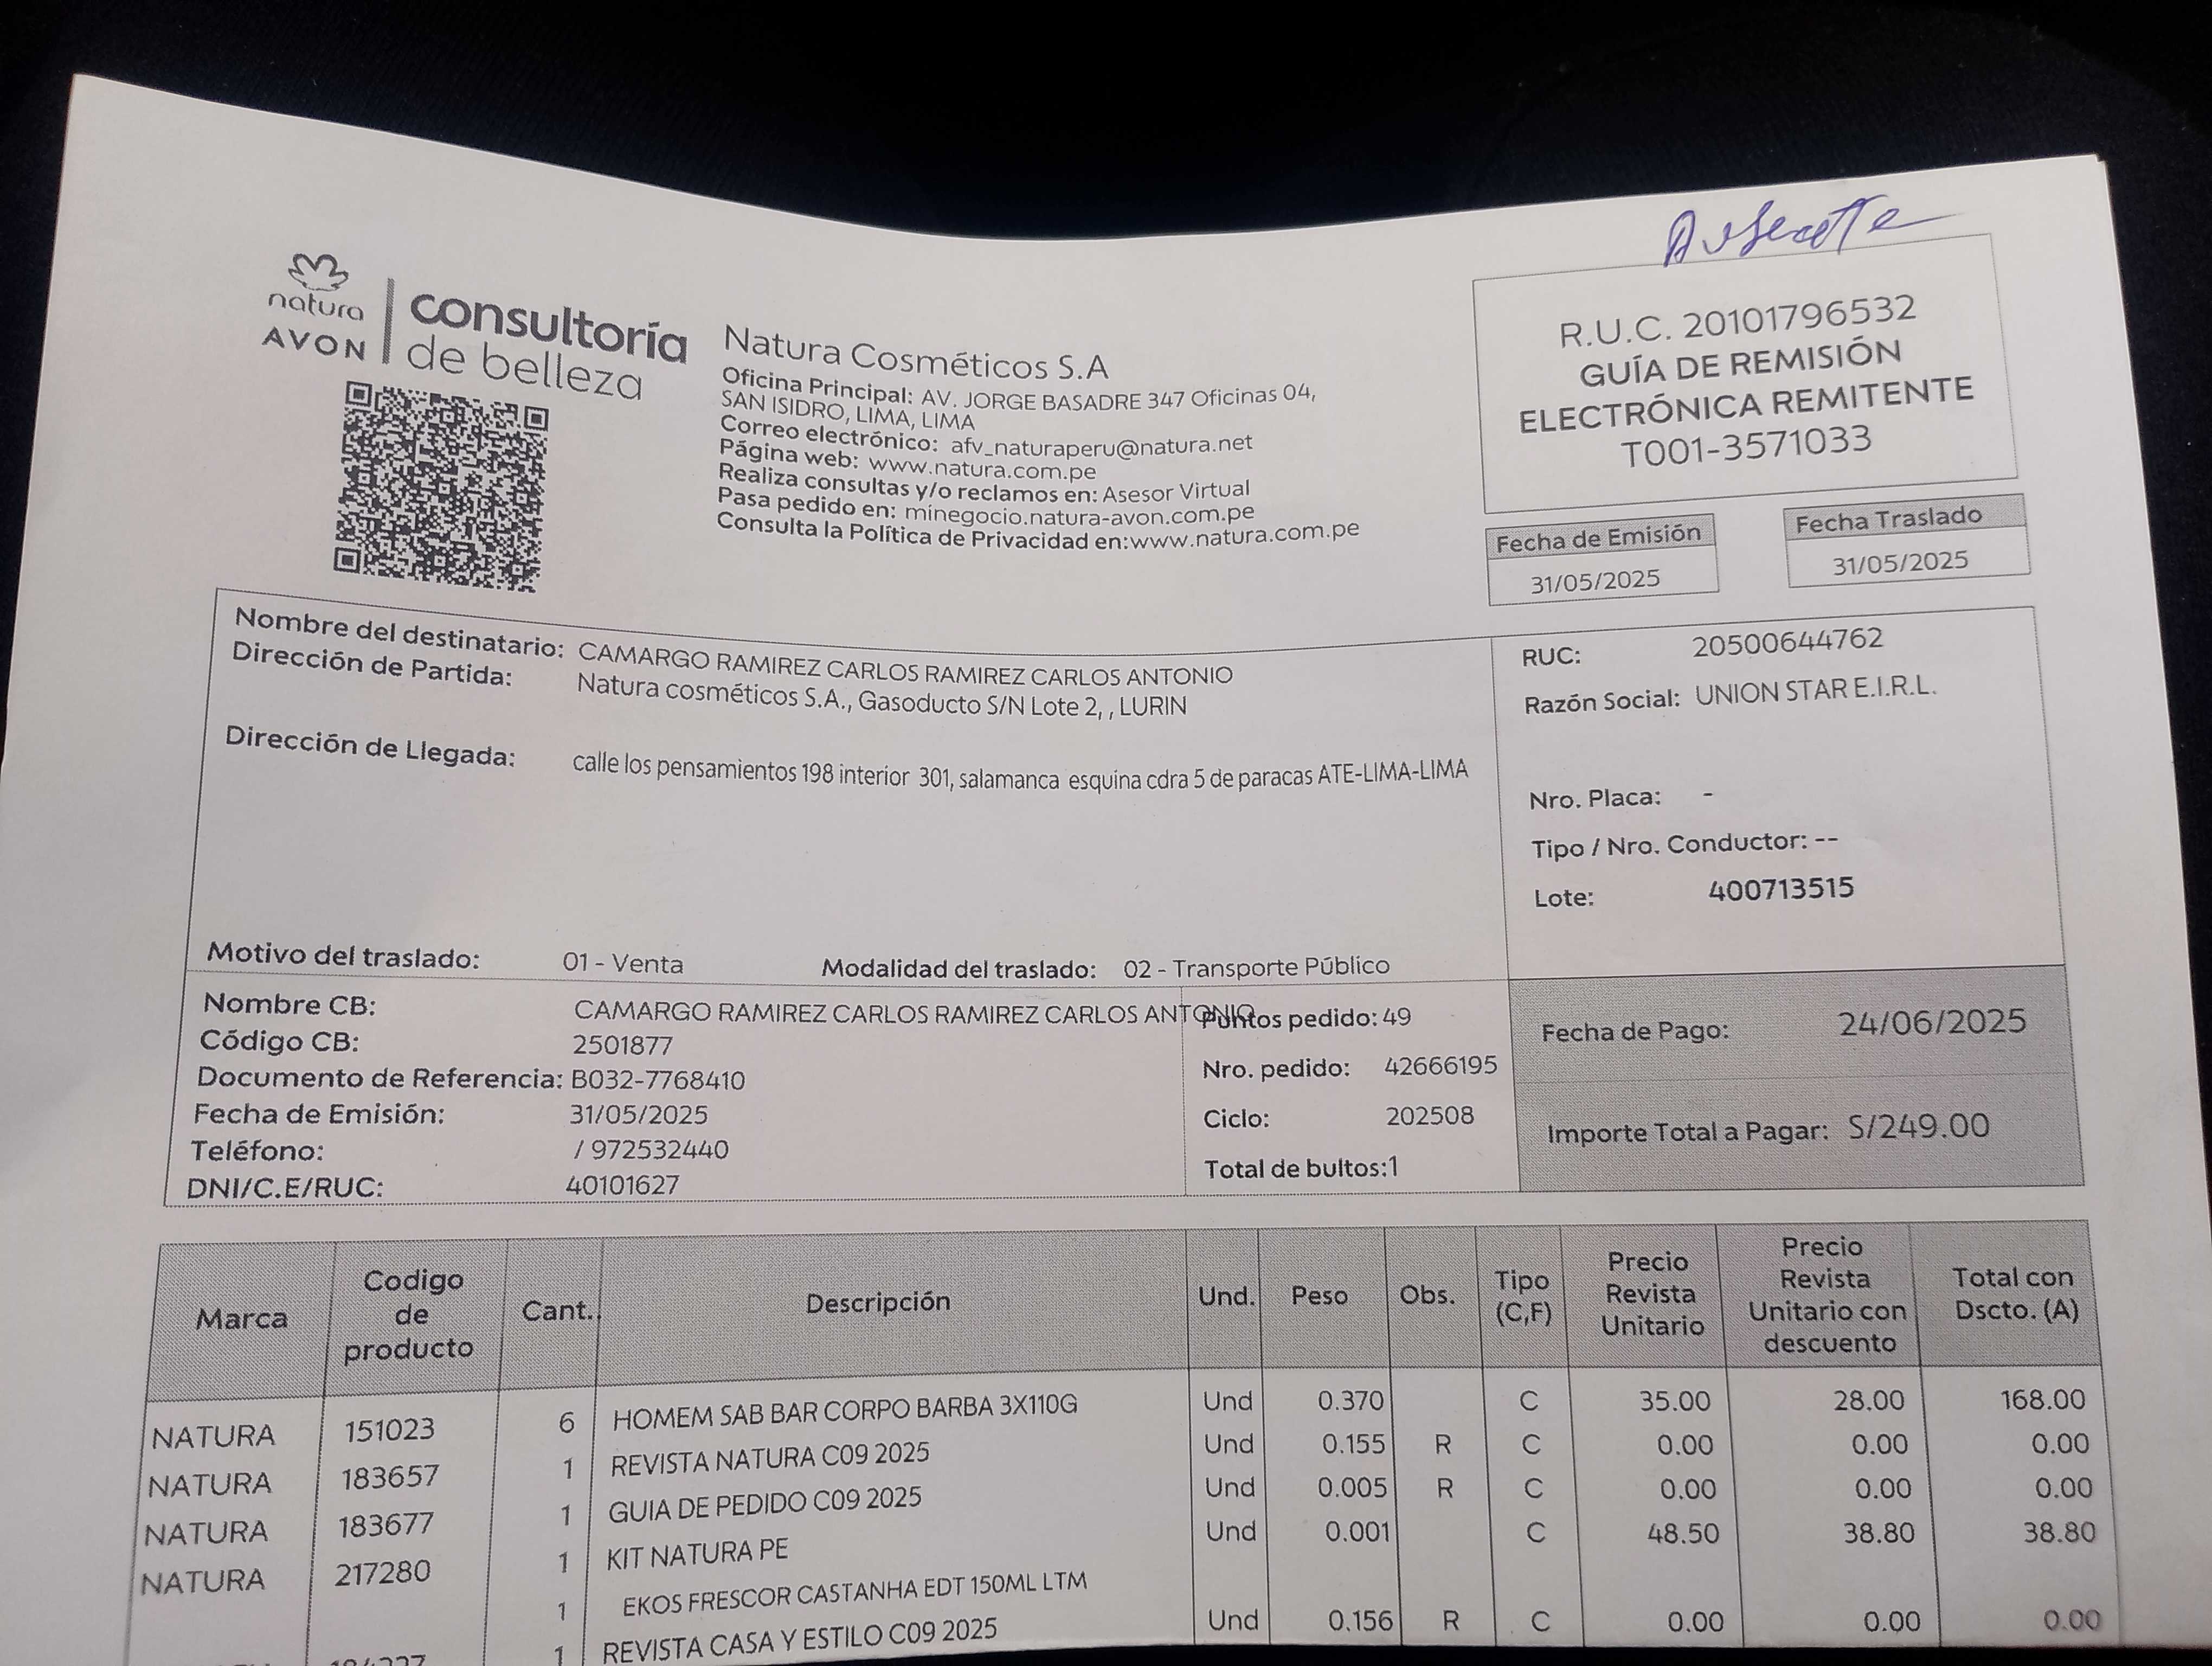 Ausente
natura
AVON
consultoría
de belleza
Natura Cosméticos S.A
Oficina Principal: AV. JORGE BASADRE 347 Oficinas 04,
SAN ISIDRO, LIMA, LIMA
Correo electrónico: afv_naturaperu@natura.net
Página web: www.natura.com.pe
Realiza consultas y/o reclamos en: Asesor Virtual
Pasa pedido en: minegocio.natura-avon.com.pe
Consulta la Política de Privacidad en:www.natura.com.pe
R.U.C. 20101796532
GUÍA DE REMISIÓN
ELECTRÓNICA REMITENTE
T001-3571033
Fecha de Emisión
31/05/2025
Fecha Traslado
31/05/2025
Nombre del destinatario: CAMARGO RAMIREZ CARLOS RAMIREZ CARLOS ANTONIO
Dirección de Partida: Natura cosméticos S.A., Gasoducto S/N Lote 2, , LURIN
Dirección de Llegada: calle los pensamientos 198 interior 301, salamanca esquina cdra 5 de paracas ATE-LIMA-LIMA
Motivo del traslado: 01 - Venta Modalidad del traslado: 02 - Transporte Público
RUC: 20500644762
Razón Social: UNION STAR E.I.R.L.
Nro. Placa: -
Tipo / Nro. Conductor: --
Lote: 400713515
Nombre CB: CAMARGO RAMIREZ CARLOS RAMIREZ CARLOS ANTONIO
Código CB: 2501877
Documento de Referencia: B032-7768410
Fecha de Emisión: 31/05/2025
Teléfono: / 972532440
DNI/C.E/RUC: 40101627
Puntos pedido: 49
Nro. pedido: 42666195
Ciclo: 202508
Total de bultos:1
Fecha de Pago: 24/06/2025
Importe Total a Pagar: S/249.00
Marca Codigo de producto Cant. Descripción Und. Peso Obs. Tipo (C,F) Precio Revista Unitario Precio Revista Unitario con descuento Total con Dscto. (A)
NATURA 151023 6 HOMEM SAB BAR CORPO BARBA 3X110G Und 0.370 C 35.00 28.00 168.00
NATURA 183657 1 REVISTA NATURA C09 2025 Und 0.155 R C 0.00 0.00 0.00
NATURA 183677 1 GUIA DE PEDIDO C09 2025 Und 0.005 R C 0.00 0.00 0.00
NATURA 217280 1 KIT NATURA PE Und 0.001 C 48.50 38.80 38.80
1 EKOS FRESCOR CASTANHA EDT 150ML LTM
1 REVISTA CASA Y ESTILO C09 2025 Und 0.156 R C 0.00 0.00 0.00